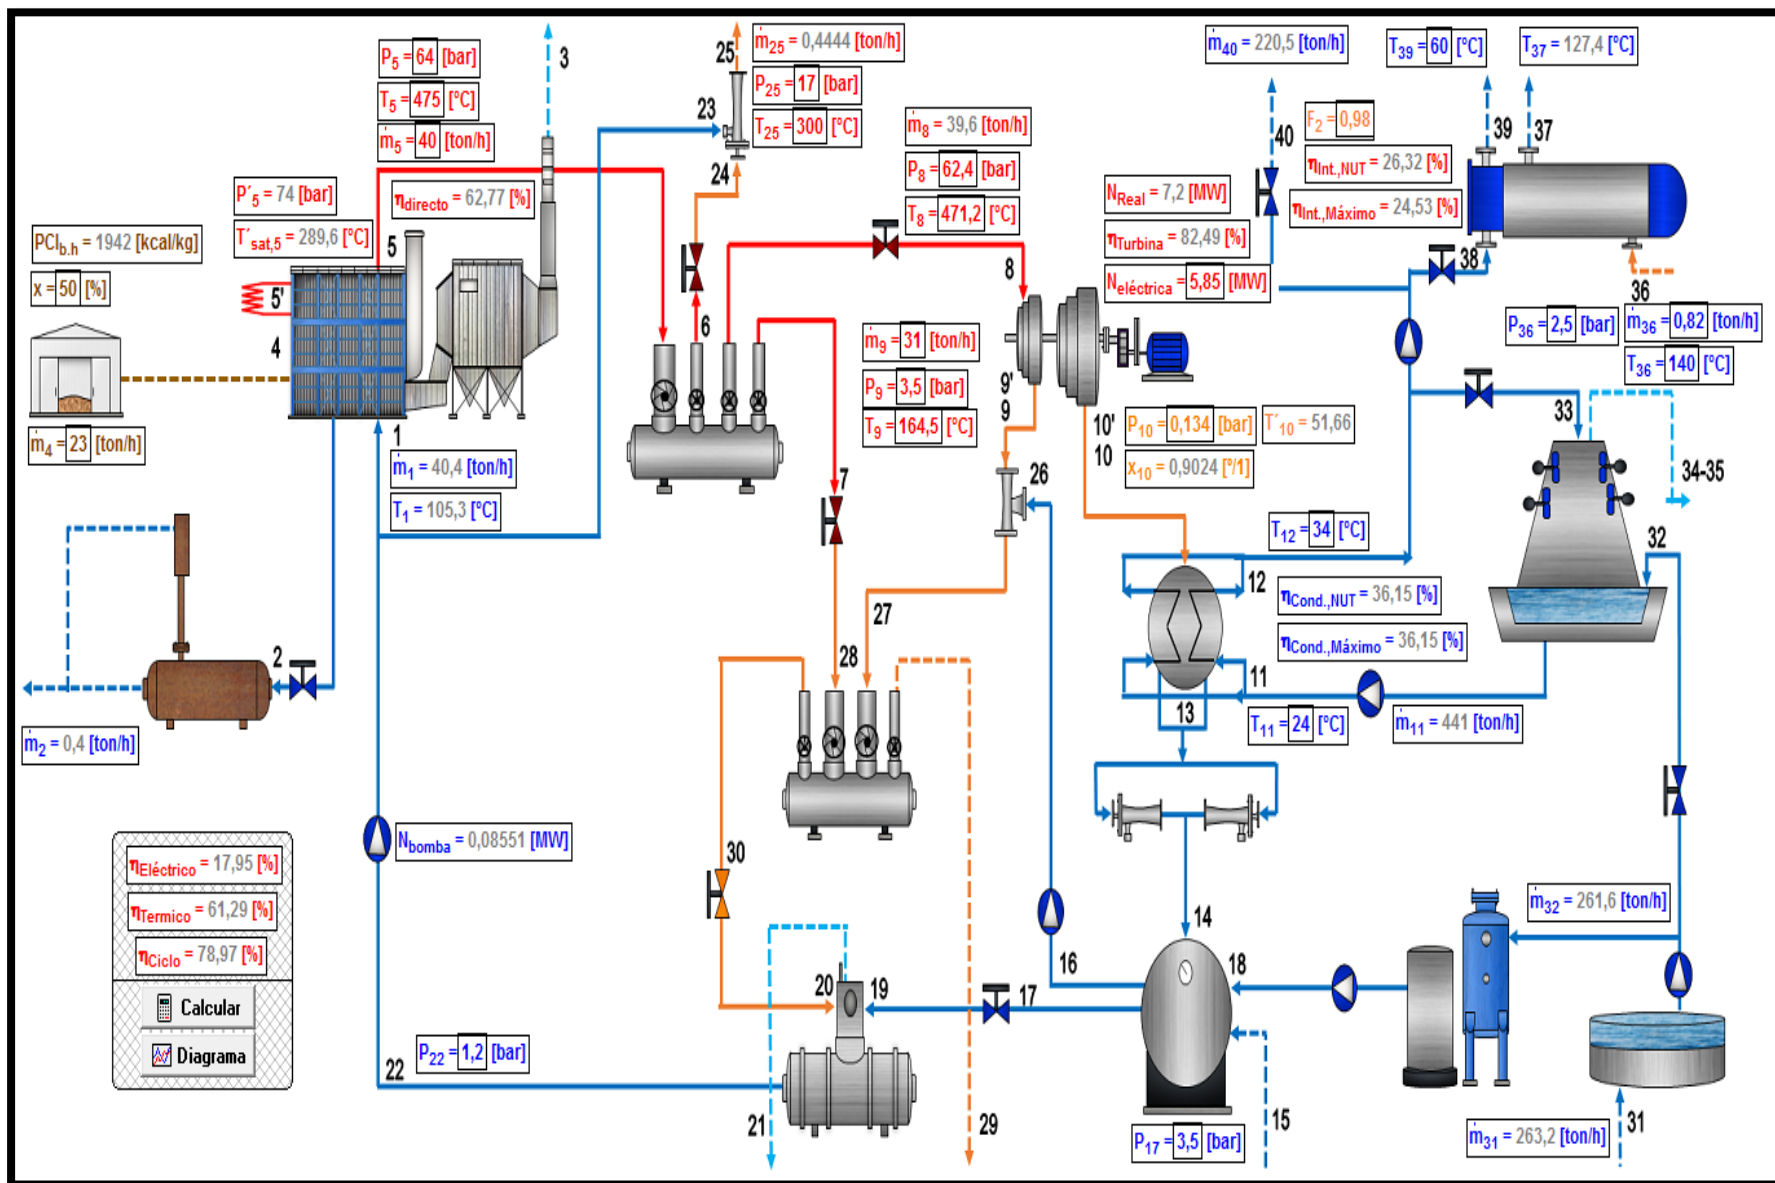 ṁ25 = 0,4444 [ton/h]
ṁ40 = 220,5 [ton/h]
T39 = 60 [°C]
T37 = 127,4 [°C]
P5 = 64 [bar]
T5 = 475 [°C]
ṁ5 = 40 [ton/h]
3
25
P25 = 17 [bar]
T25 = 300 [°C]
23
24
ṁ8 = 39,6 [ton/h]
P8 = 62,4 [bar]
T8 = 471,2 [°C]
40
F2 = 0,98
39
37
ηInt.,NUT = 26,32 [%]
ηInt.,Máximo = 24,53 [%]
P´5 = 74 [bar]
T´sat,5 = 289,6 [°C]
ηdirecto = 62,77 [%]
NReal = 7,2 [MW]
ηTurbina = 82,49 [%]
Neléctrica = 5,85 [MW]
PCIb.h = 1942 [kcal/kg]
x = 50 [%]
5
5'
4
6
8
38
36
P36 = 2,5 [bar]
ṁ36 = 0,82 [ton/h]
T36 = 140 [°C]
ṁ9 = 31 [ton/h]
P9 = 3,5 [bar]
T9 = 164,5 [°C]
9'
9
10'
10
P10 = 0,134 [bar]
T´10 = 51,66
x10 = 0,9024 [º/1]
ṁ4 = 23 [ton/h]
1
ṁ1 = 40,4 [ton/h]
T1 = 105,3 [°C]
7
26
33
34-35
T12 = 34 [°C]
32
12
ηCond.,NUT = 36,15 [%]
ηCond.,Máximo = 36,15 [%]
27
28
2
11
13
T11 = 24 [°C]
ṁ11 = 441 [ton/h]
ṁ2 = 0,4 [ton/h]
Nbomba = 0,08551 [MW]
ηEléctrico = 17,95 [%]
ηTermico = 61,29 [%]
ηCiclo = 78,97 [%]
Calcular
Diagrama
30
14
ṁ32 = 261,6 [ton/h]
16
18
20
19
17
P22 = 1,2 [bar]
22
21
29
15
P17 = 3,5 [bar]
ṁ31 = 263,2 [ton/h]
31